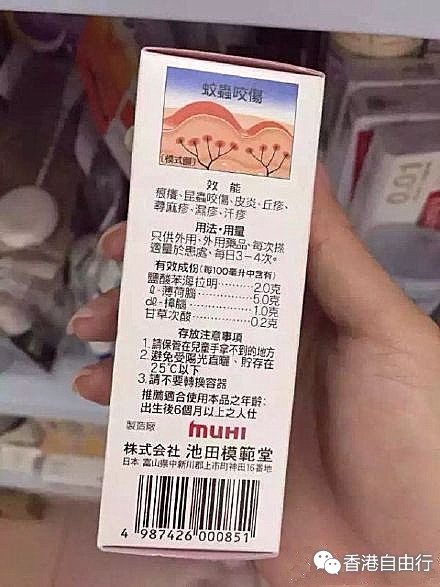 蚊蟲咬傷
(模式圖)
效能
痕癢、昆蟲咬傷、皮炎、丘疹、
蕁麻疹、濕疹、汗疹
用法・用量
只供外用、外用藥品、每次搽
適量於患處、每日3－4次。
有效成份(每100毫升中含有)
鹽酸苯海拉明 2.0克
ℓ-薄荷腦 5.0克
dℓ-樟腦 1.0克
甘草次酸 0.2克
存放注意事項
1.請保管在兒童手拿不到的地方
2.避免受陽光直曬、貯存在
25℃以下
3.請不要轉換容器
推薦適合使用本品之年齡:
出生後6個月以上之人仕
製造廠 MUHI
株式会社 池田模範堂
日本 富山県中新川郡上市町神田16番地
4 987426 000851
香港自由行